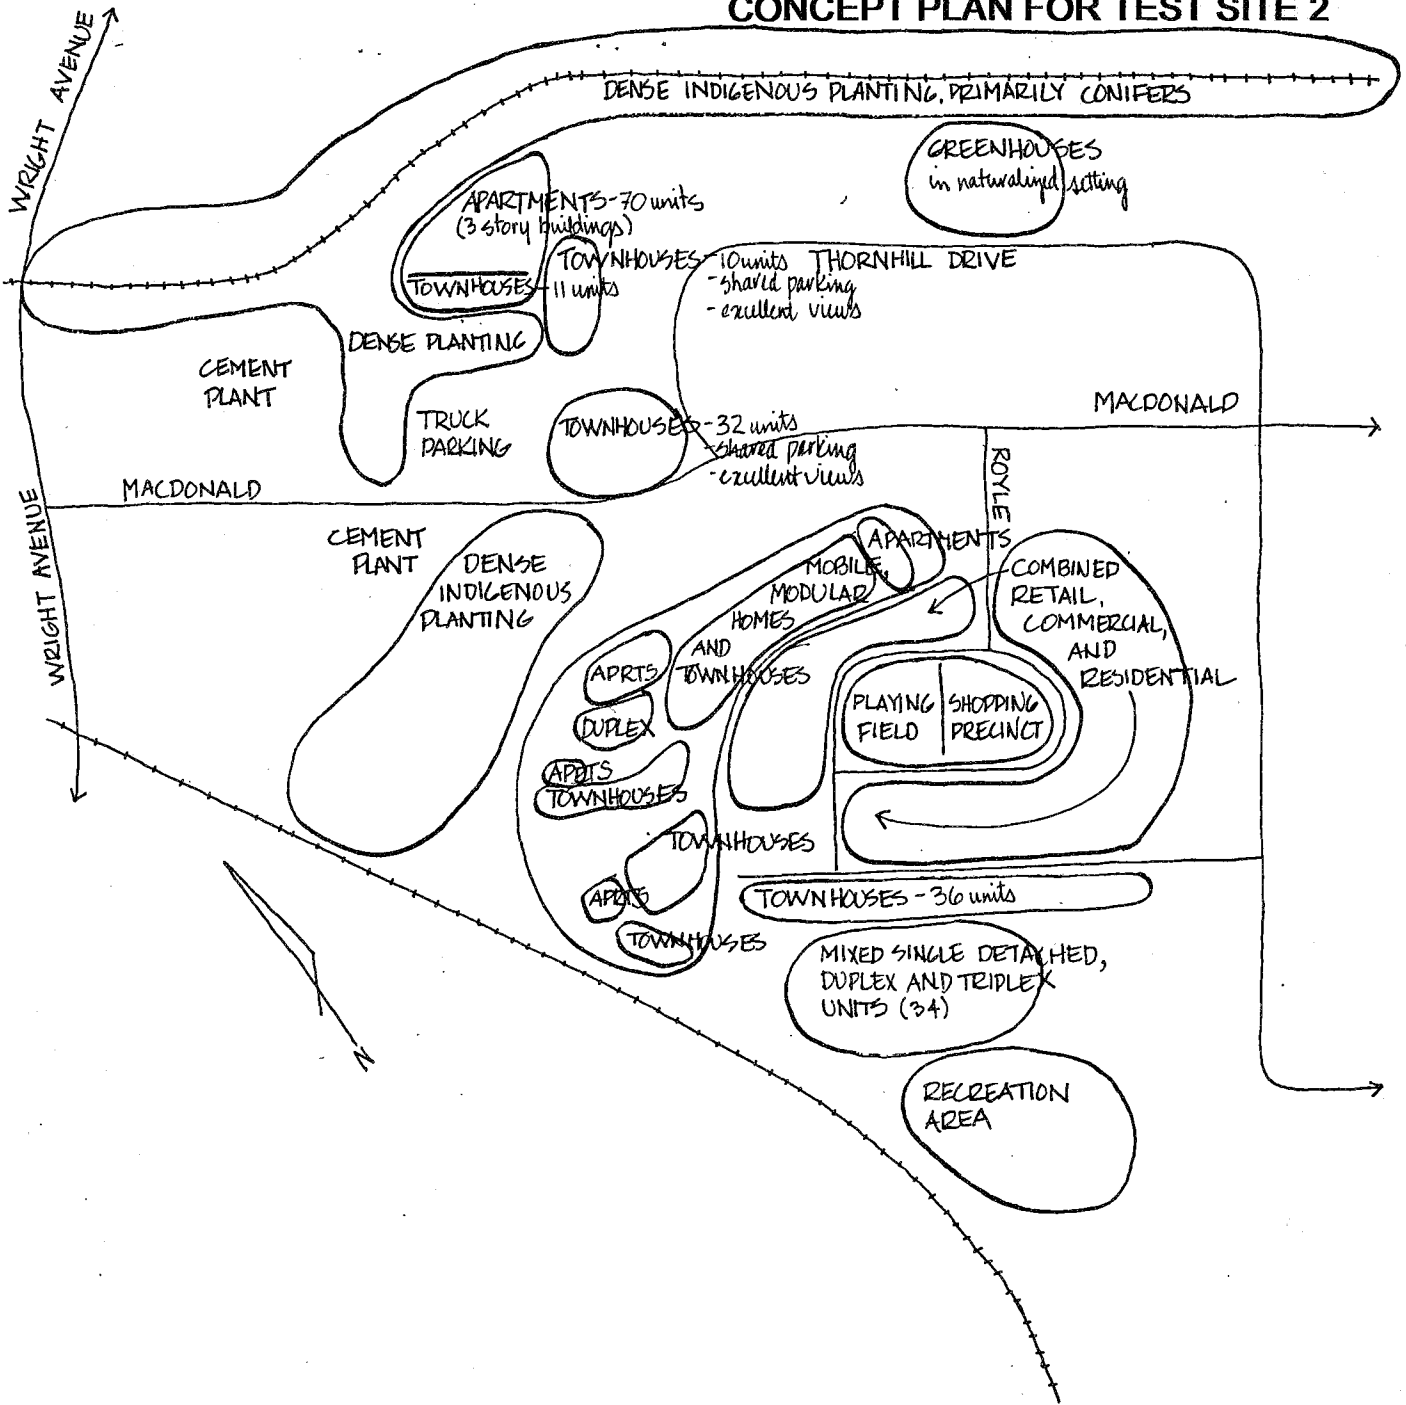 CONCEPT PLAN FOR TEST SITE 2
WRIGHT AVENUE
DENSE INDIGENOUS PLANTING, PRIMARILY CONIFERS
GREENHOUSES
in naturalized setting
APARTMENTS-70 units
(3 story buildings)
TOWNHOUSES-10 units
-shared parking
-excellent views
THORNHILL DRIVE
TOWNHOUSES-11 units
DENSE PLANTING
CEMENT
PLANT
TRUCK
PARKING
TOWNHOUSES-32 units
-shared parking
-excellent views
MACDONALD
MACDONALD
ROYLE
WRIGHT AVENUE
CEMENT
PLANT
DENSE
INDIGENOUS
PLANTING
APARTMENTS
MOBILE,
MODULAR
HOMES
AND
TOWNHOUSES
COMBINED
RETAIL,
COMMERCIAL,
AND
RESIDENTIAL
APRTS
DUPLEX
PLAYING
FIELD
SHOPPING
PRECINCT
APRTS
TOWNHOUSES
TOWNHOUSES
APRTS
TOWNHOUSES
TOWNHOUSES-36 units
MIXED SINGLE DETACHED,
DUPLEX AND TRIPLEX
UNITS (34)
RECREATION
AREA
N